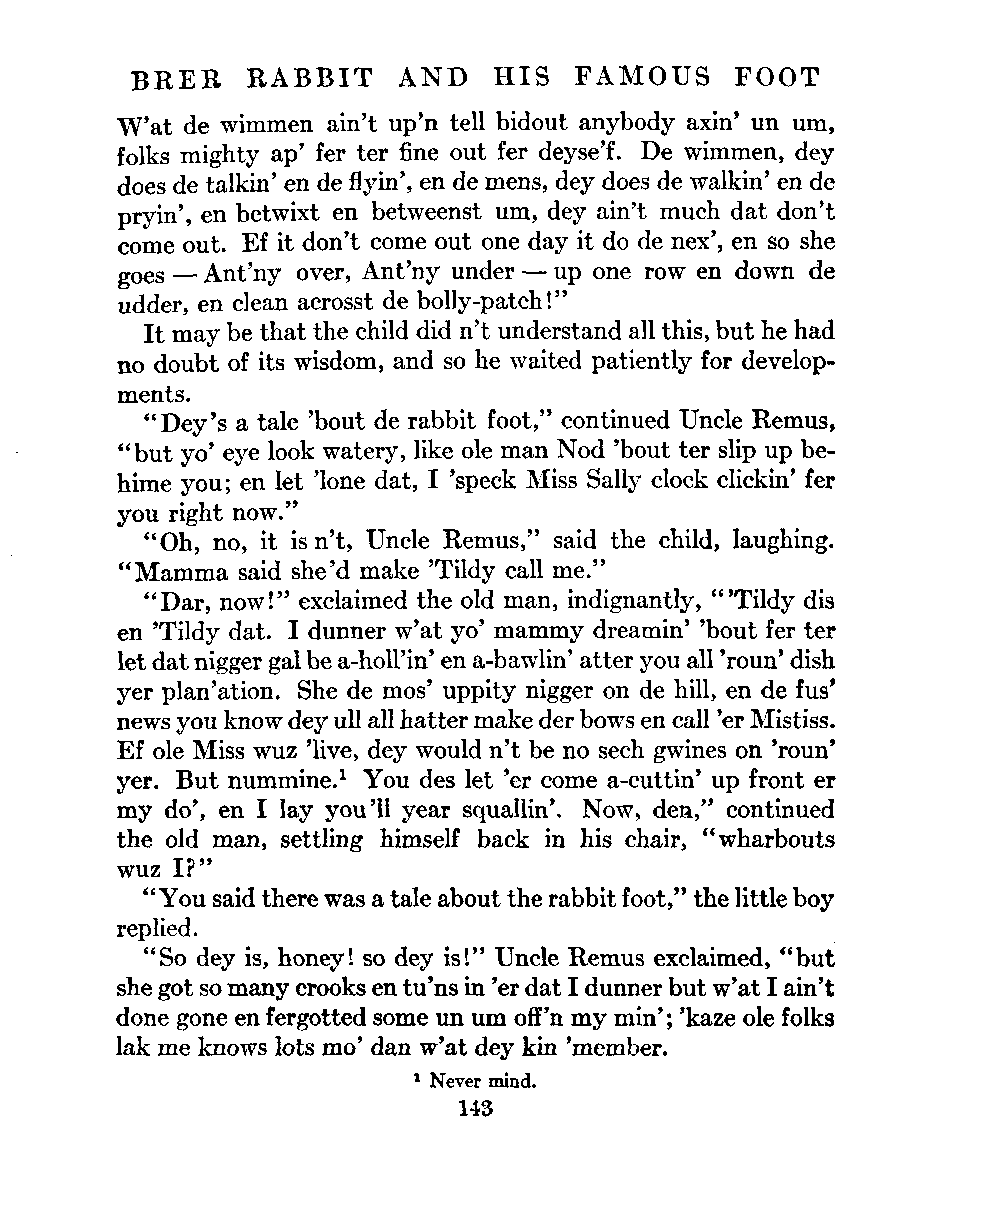 BRER RABBIT AND HIS FAMOUS FOOT
W'at de wimmen ain't up'n tell bidout anybody axin' un um,
folks mighty ap' fer ter fine out fer deyse'f. De wimmen, dey
does de talkin' en de flyin', en de mens, dey does de walkin' en de
pryin', en betwixt en betweenst um, dey ain't much dat don't
come out. Ef it don't come out one day it do de nex', en so she
goes — Ant'ny over, Ant'ny under — up one row en down de
udder, en clean acrosst de bolly-patch!"
It may be that the child did n't understand all this, but he had
no doubt of its wisdom, and so he waited patiently for develop-
ments.
"Dey's a tale 'bout de rabbit foot," continued Uncle Remus,
"but yo' eye look watery, like ole man Nod 'bout ter slip up be-
hime you; en let 'lone dat, I 'speck Miss Sally clock clickin' fer
you right now."
"Oh, no, it is n't, Uncle Remus," said the child, laughing.
"Mamma said she'd make 'Tildy call me."
"Dar, now!" exclaimed the old man, indignantly, "'Tildy dis
en 'Tildy dat. I dunner w'at yo' mammy dreamin' 'bout fer ter
let dat nigger gal be a-holl'in' en a-bawlin' atter you all 'roun' dish
yer plan'ation. She de mos' uppity nigger on de hill, en de fus'
news you know dey ull all hatter make der bows en call 'er Mistiss.
Ef ole Miss wuz 'live, dey would n't be no sech gwines on 'roun'
yer. But nummine.¹ You des let 'er come a-cuttin' up front er
my do', en I lay you'll year squallin'. Now, den," continued
the old man, settling himself back in his chair, "wharbouts
wuz I?"
"You said there was a tale about the rabbit foot," the little boy
replied.
"So dey is, honey! so dey is!" Uncle Remus exclaimed, "but
she got so many crooks en tu'ns in 'er dat I dunner but w'at I ain't
done gone en fergotted some un um off'n my min'; 'kaze ole folks
lak me knows lots mo' dan w'at dey kin 'member.
¹ Never mind.
143